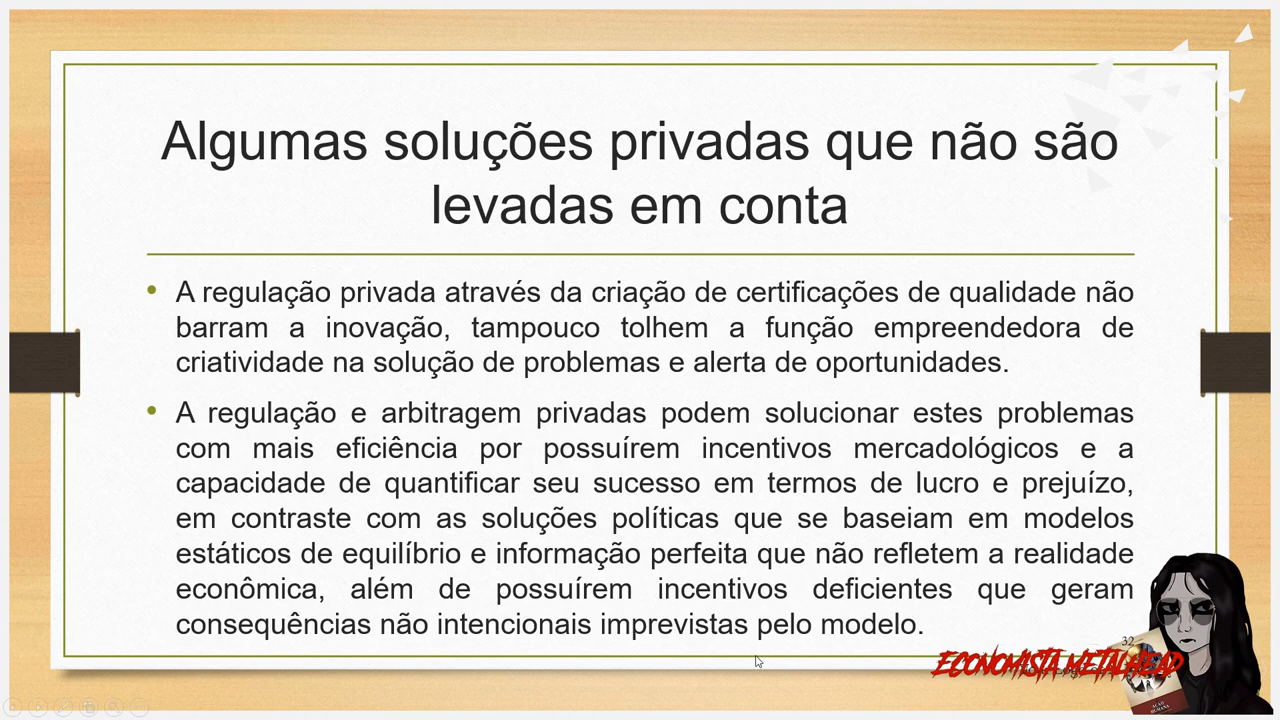 Algumas soluções privadas que não são
levadas em conta
• A regulação privada através da criação de certificações de qualidade não
barram a inovação, tampouco tolhem a função empreendedora de
criatividade na solução de problemas e alerta de oportunidades.
• A regulação e arbitragem privadas podem solucionar estes problemas
com mais eficiência por possuírem incentivos mercadológicos e a
capacidade de quantificar seu sucesso em termos de lucro e prejuízo,
em contraste com as soluções políticas que se baseiam em modelos
estáticos de equilíbrio e informação perfeita que não refletem a realidade
econômica, além de possuírem incentivos deficientes que geram
consequências não intencionais imprevistas pelo modelo.
32
ECONOMISTA METALHEAD
AÇÃO
HUMANA